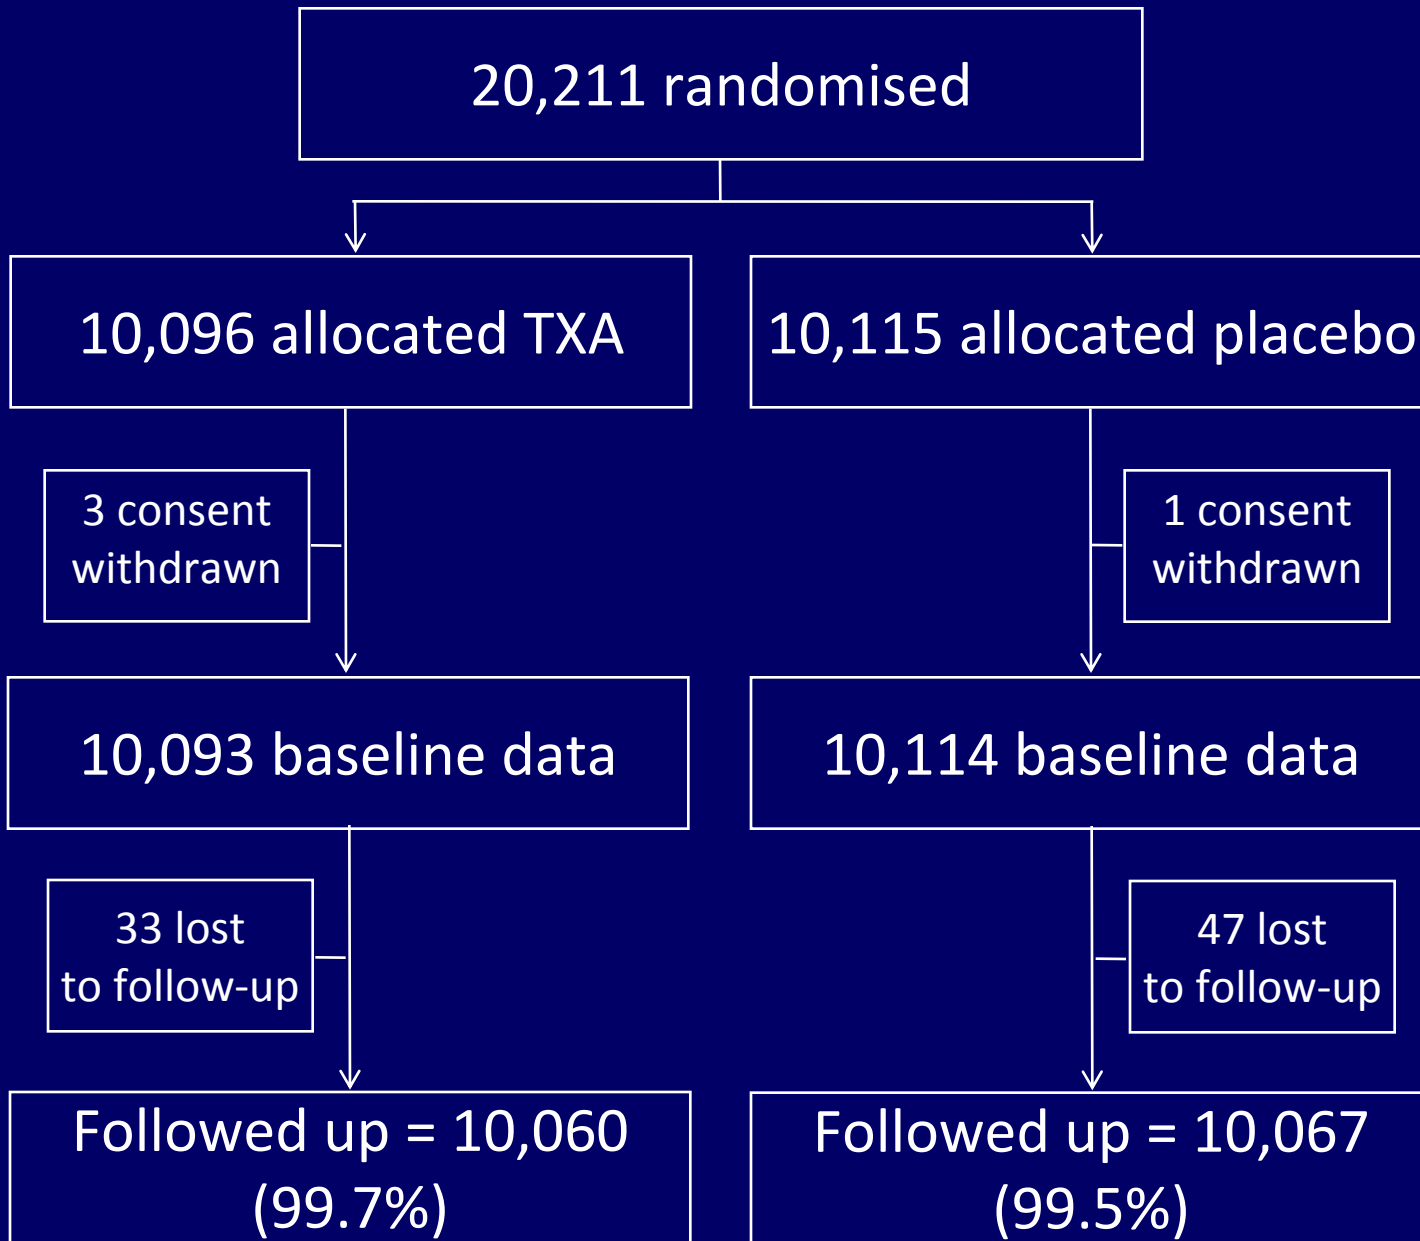 20,211 randomised
10,096 allocated TXA
10,115 allocated placebo
3 consent
withdrawn
1 consent
withdrawn
10,093 baseline data
10,114 baseline data
33 lost
to follow-up
47 lost
to follow-up
Followed up = 10,060
(99.7%)
Followed up = 10,067
(99.5%)